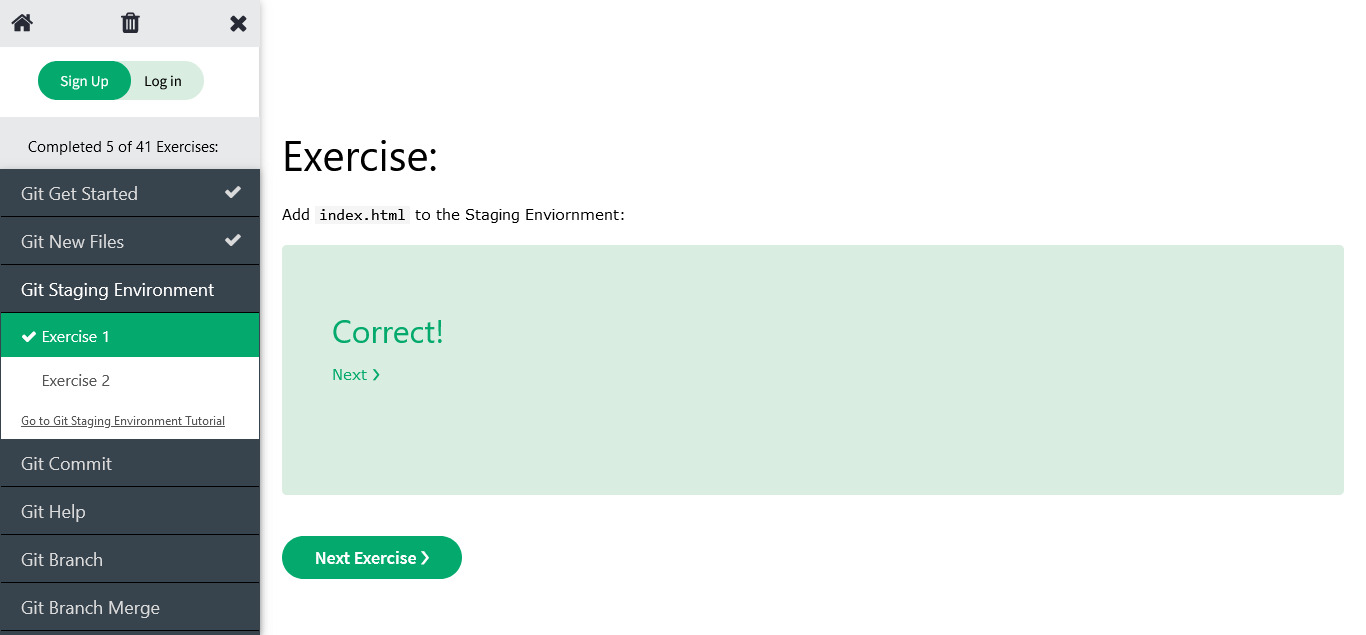 Sign Up
Log in
Completed 5 of 41 Exercises:
Git Get Started
Git New Files
Git Staging Environment
Exercise 1
Exercise 2
Go to Git Staging Environment Tutorial
Git Commit
Git Help
Git Branch
Git Branch Merge
Exercise:
Add index.html to the Staging Enviornment:
Correct!
Next ❯
Next Exercise ❯